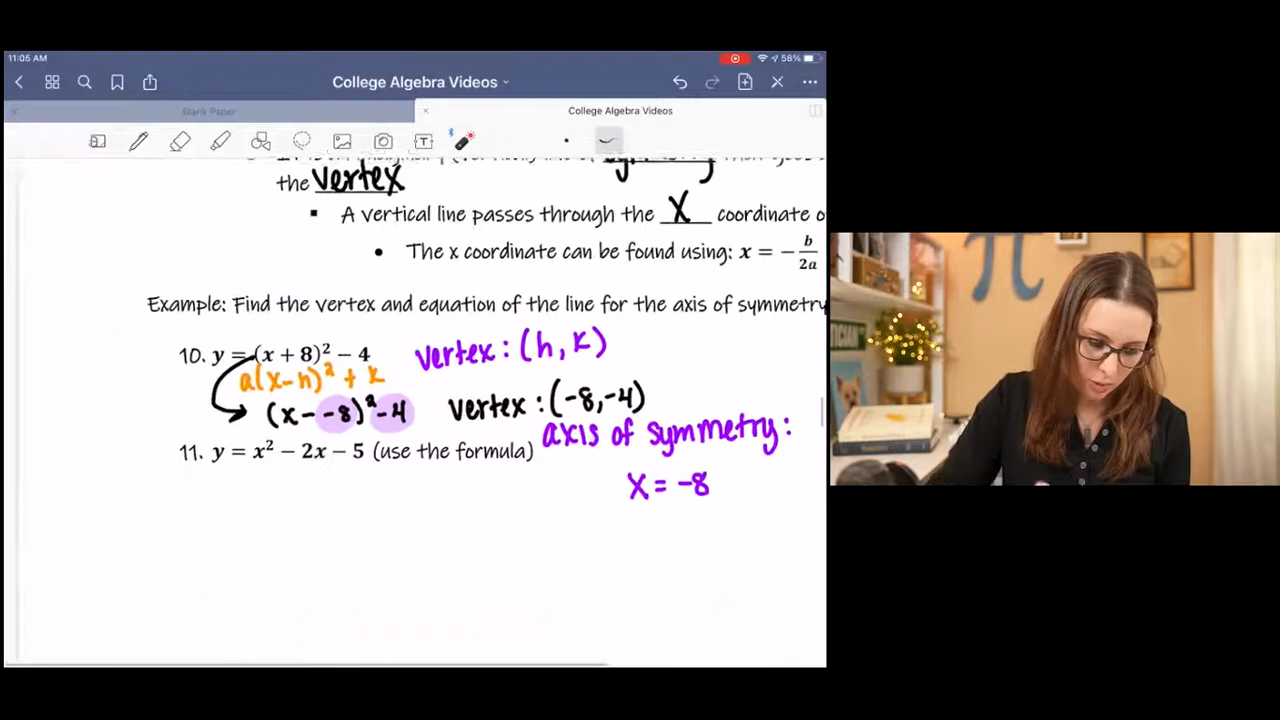 11:05 AM
58%
College Algebra Videos
Blank Paper
College Algebra Videos
T
the vertex
▪ A vertical line passes through the X coordinate o
• The x coordinate can be found using: x = − b/2a
Example: Find the vertex and equation of the line for the axis of symmetry
10. y = (x + 8)² − 4
vertex: (h, k)
a(x-h)² + k
(x - -8)² -4
vertex: (-8, -4)
axis of symmetry:
11. y = x² − 2x − 5 (use the formula)
X = -8
TICIAN